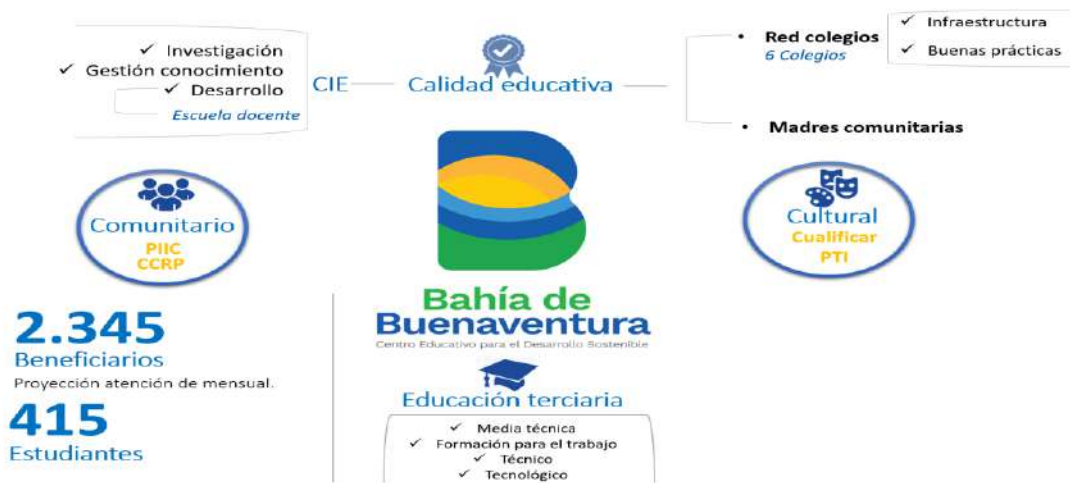 ✓ Investigación
✓ Gestión conocimiento
✓ Desarrollo
Escuela docente
CIE
Calidad educativa
• Red colegios
6 Colegios
✓ Infraestructura
✓ Buenas prácticas
• Madres comunitarias
Comunitario
PIIC
CCRP
Cultural
Cualificar
PTI
Bahía de
Buenaventura
Centro Educativo para el Desarrollo Sostenible
2.345
Beneficiarios
Proyección atención de mensual.
415
Estudiantes
Educación terciaria
✓ Media técnica
✓ Formación para el trabajo
✓ Técnico
✓ Tecnológico